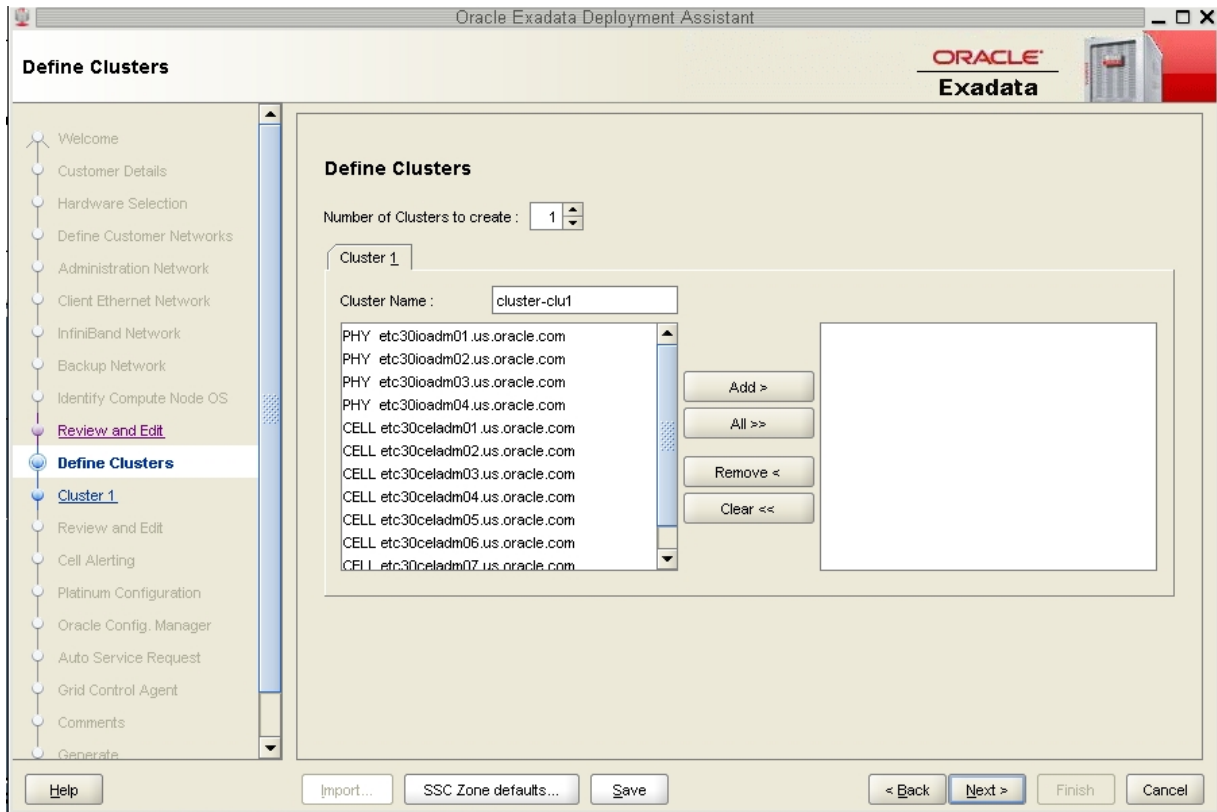 Oracle Exadata Deployment Assistant
Define Clusters
ORACLE
Exadata
Welcome
Customer Details
Hardware Selection
Define Customer Networks
Administration Network
Client Ethernet Network
InfiniBand Network
Backup Network
Identify Compute Node OS
Review and Edit
Define Clusters
Cluster 1
Review and Edit
Cell Alerting
Platinum Configuration
Oracle Config. Manager
Auto Service Request
Grid Control Agent
Comments
Generate
Define Clusters
Number of Clusters to create : 1
Cluster 1
Cluster Name : cluster-clu1
PHY etc30ioadm01.us.oracle.com
PHY etc30ioadm02.us.oracle.com
PHY etc30ioadm03.us.oracle.com
PHY etc30ioadm04.us.oracle.com
CELL etc30celadm01.us.oracle.com
CELL etc30celadm02.us.oracle.com
CELL etc30celadm03.us.oracle.com
CELL etc30celadm04.us.oracle.com
CELL etc30celadm05.us.oracle.com
CELL etc30celadm06.us.oracle.com
CELL etc30celadm07.us.oracle.com
Add >
All >>
Remove <
Clear <<
Help
Import...
SSC Zone defaults...
Save
< Back
Next >
Finish
Cancel